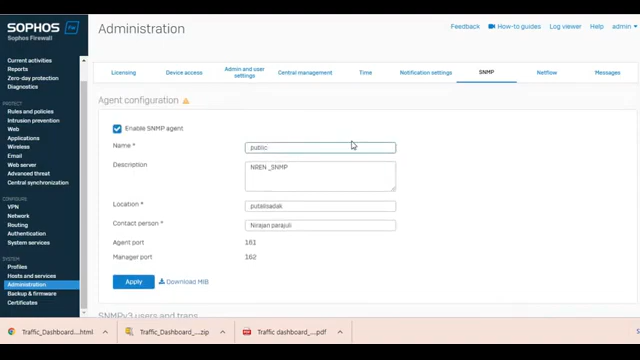 SOPHOS
Sophos Firewall
Administration
Feedback
How-to guides
Log viewer
Help
admin
Current activities
Reports
Zero-day protection
Diagnostics
PROTECT
Rules and policies
Intrusion prevention
Web
Applications
Wireless
Email
Web server
Advanced threat
Central synchronization
CONFIGURE
VPN
Network
Routing
Authentication
System services
SYSTEM
Profiles
Hosts and services
Administration
Backup & firmware
Certificates
Licensing
Device access
Admin and user
settings
Central management
Time
Notification settings
SNMP
Netflow
Messages
Agent configuration
Enable SNMP agent
Name *
public
Description
NREN _SNMP
Location *
putalisadak
Contact person *
Nirajan parajuli
Agent port
161
Manager port
162
Apply
Download MIB
SNMPv3 users and traps
Traffic_Dashboard....html
Traffic_Dashboard_....zip
Traffic dashboard_....pdf